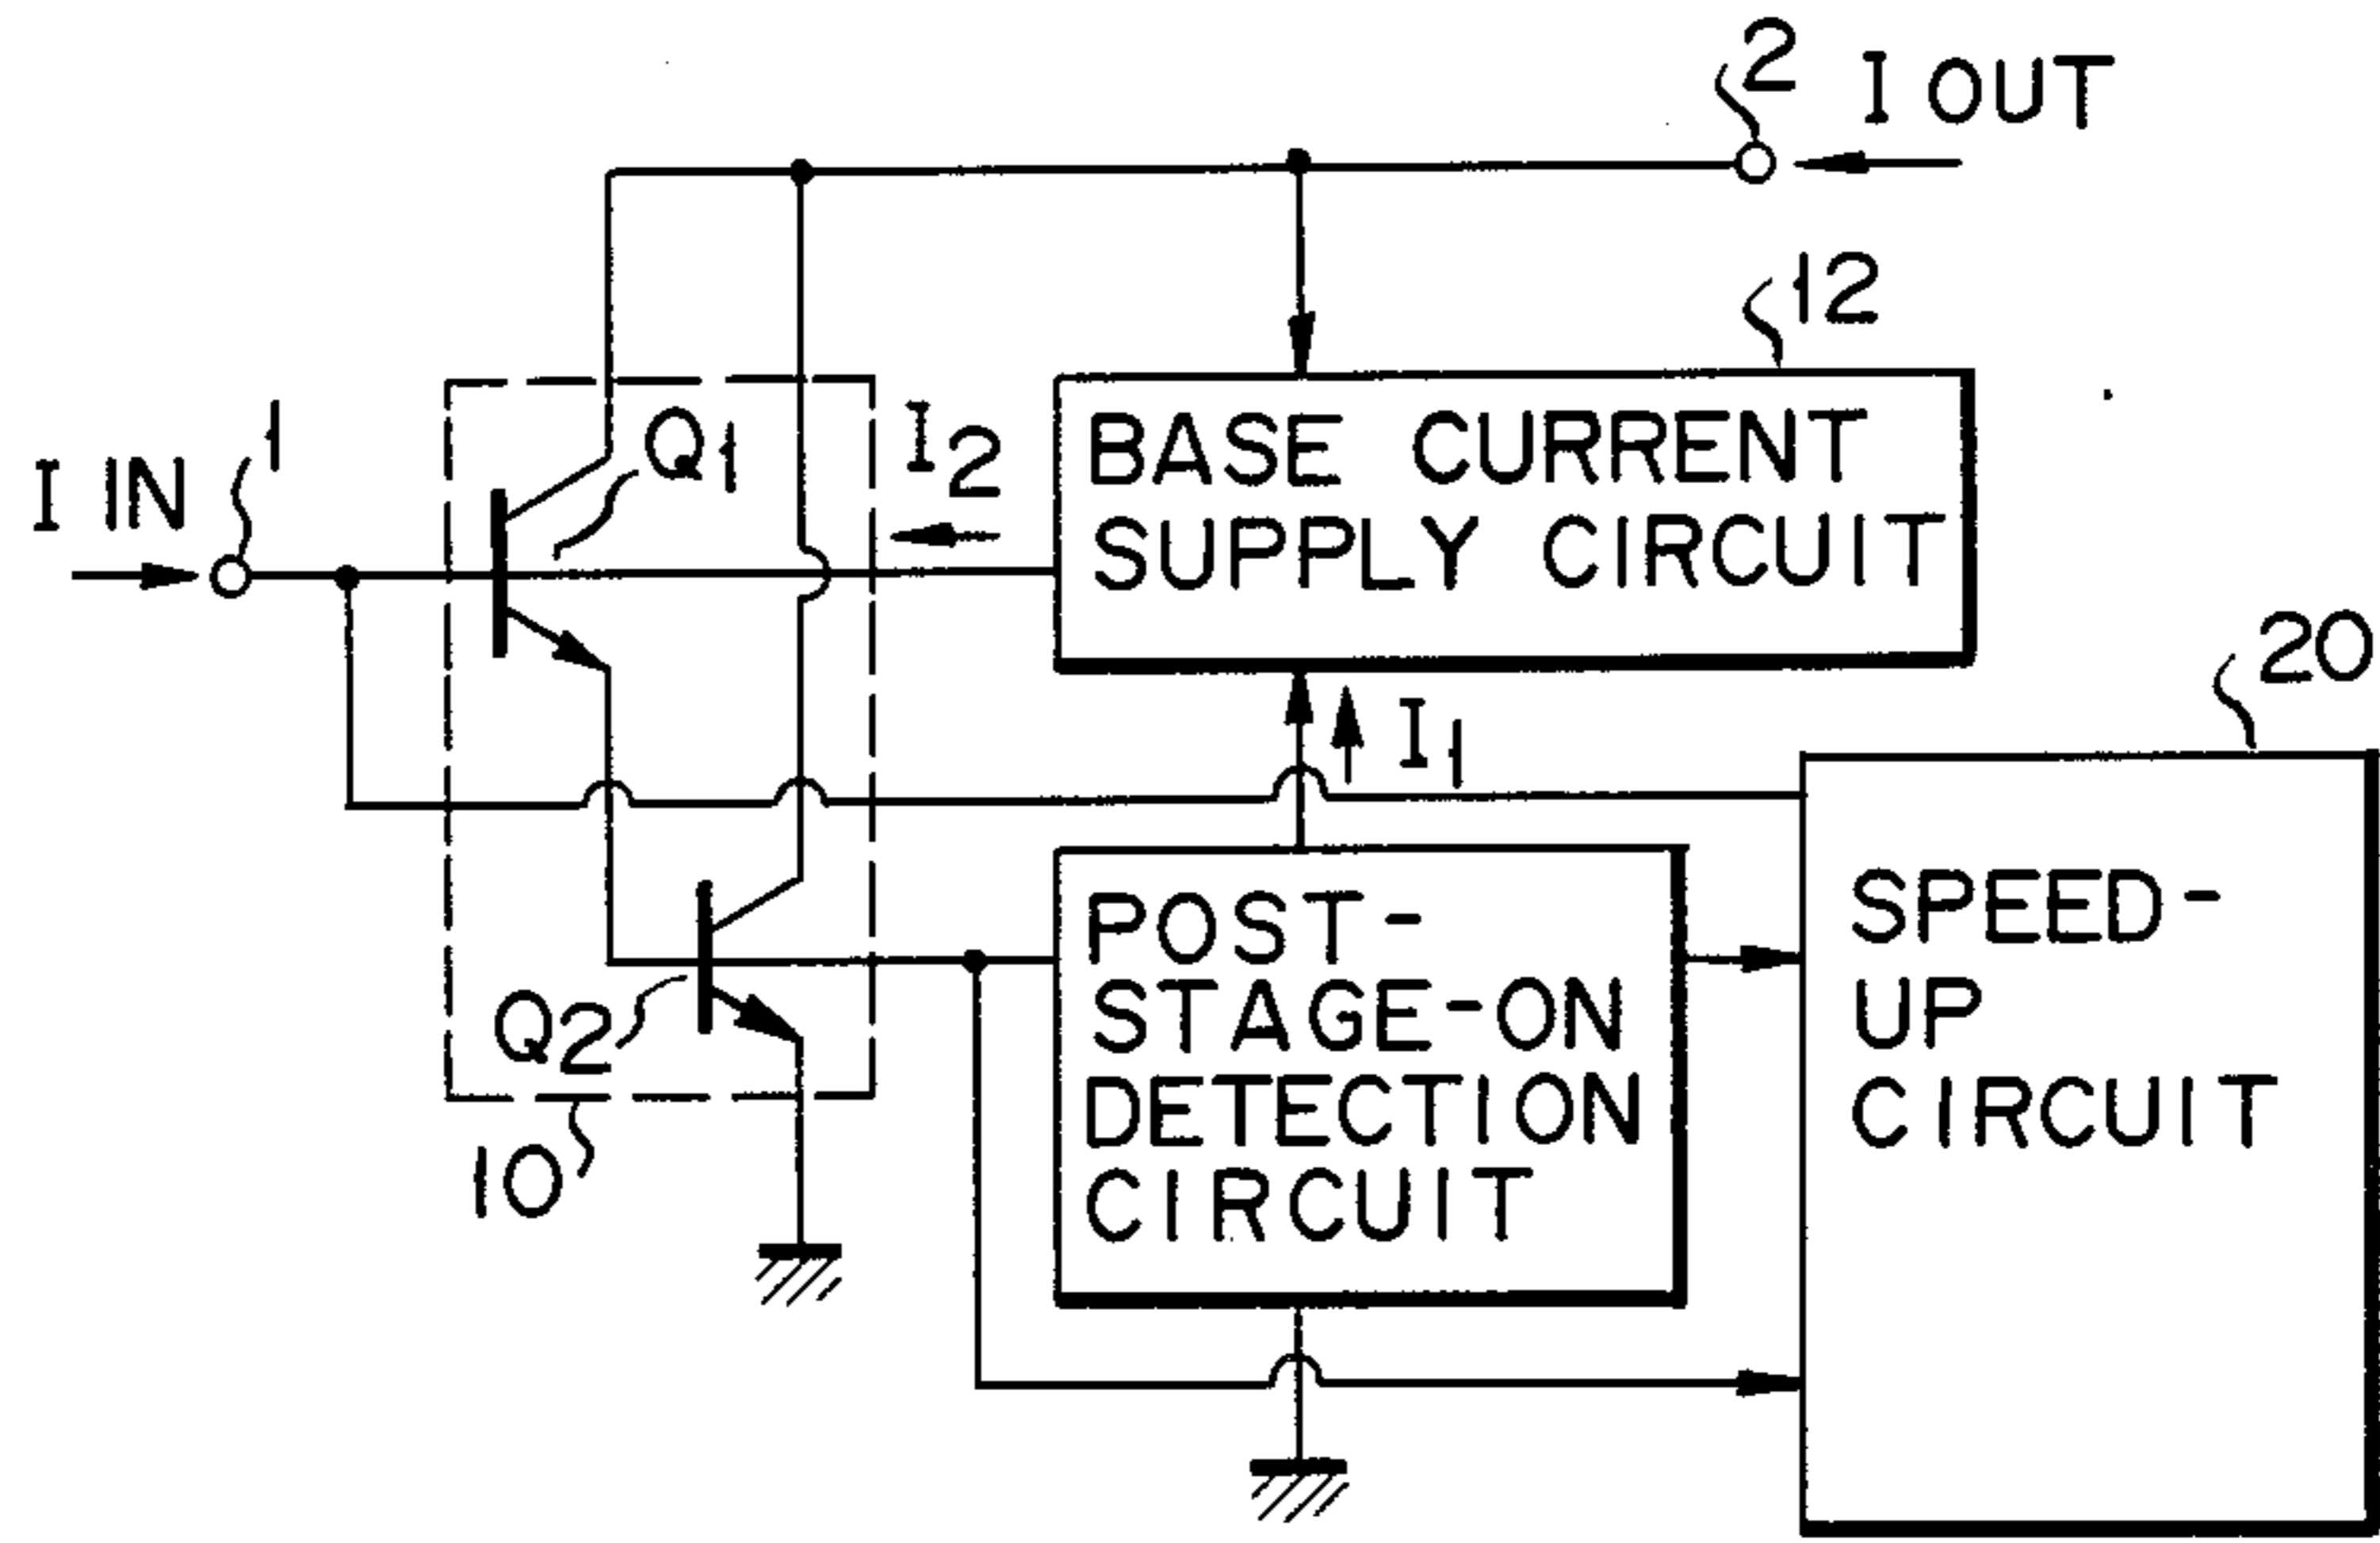 2
I OUT
12
1
I IN
Q1
I2
BASE CURRENT
SUPPLY CIRCUIT
20
I1
POST-
STAGE-ON
DETECTION
CIRCUIT
SPEED-
UP
CIRCUIT
Q2
10